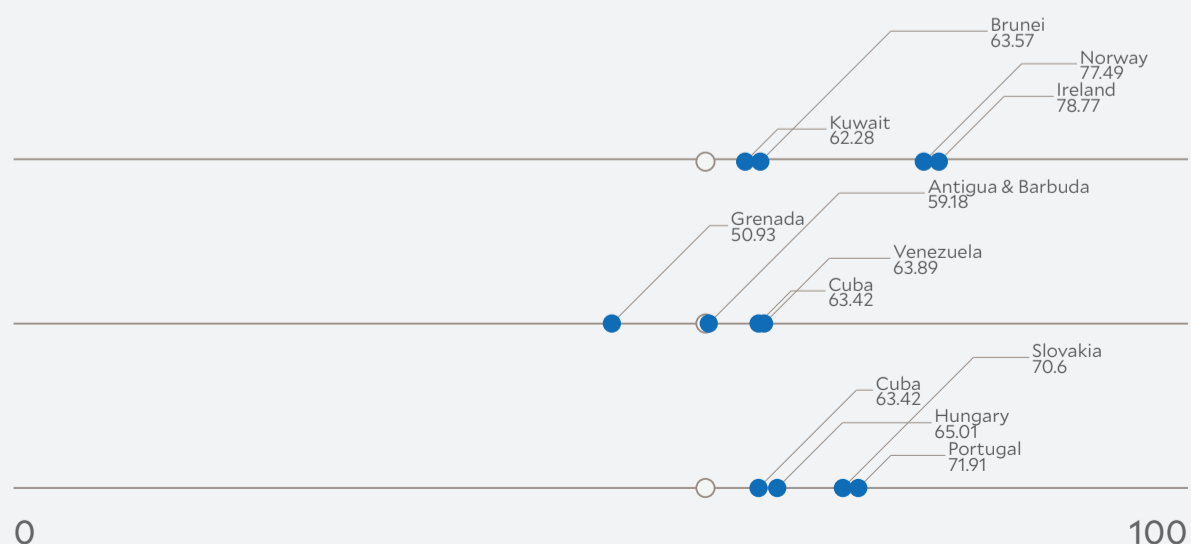 Brunei
63.57
Norway
77.49
Ireland
78.77
Kuwait
62.28
Antigua & Barbuda
59.18
Grenada
50.93
Venezuela
63.89
Cuba
63.42
Slovakia
70.6
Cuba
63.42
Hungary
65.01
Portugal
71.91
0
100